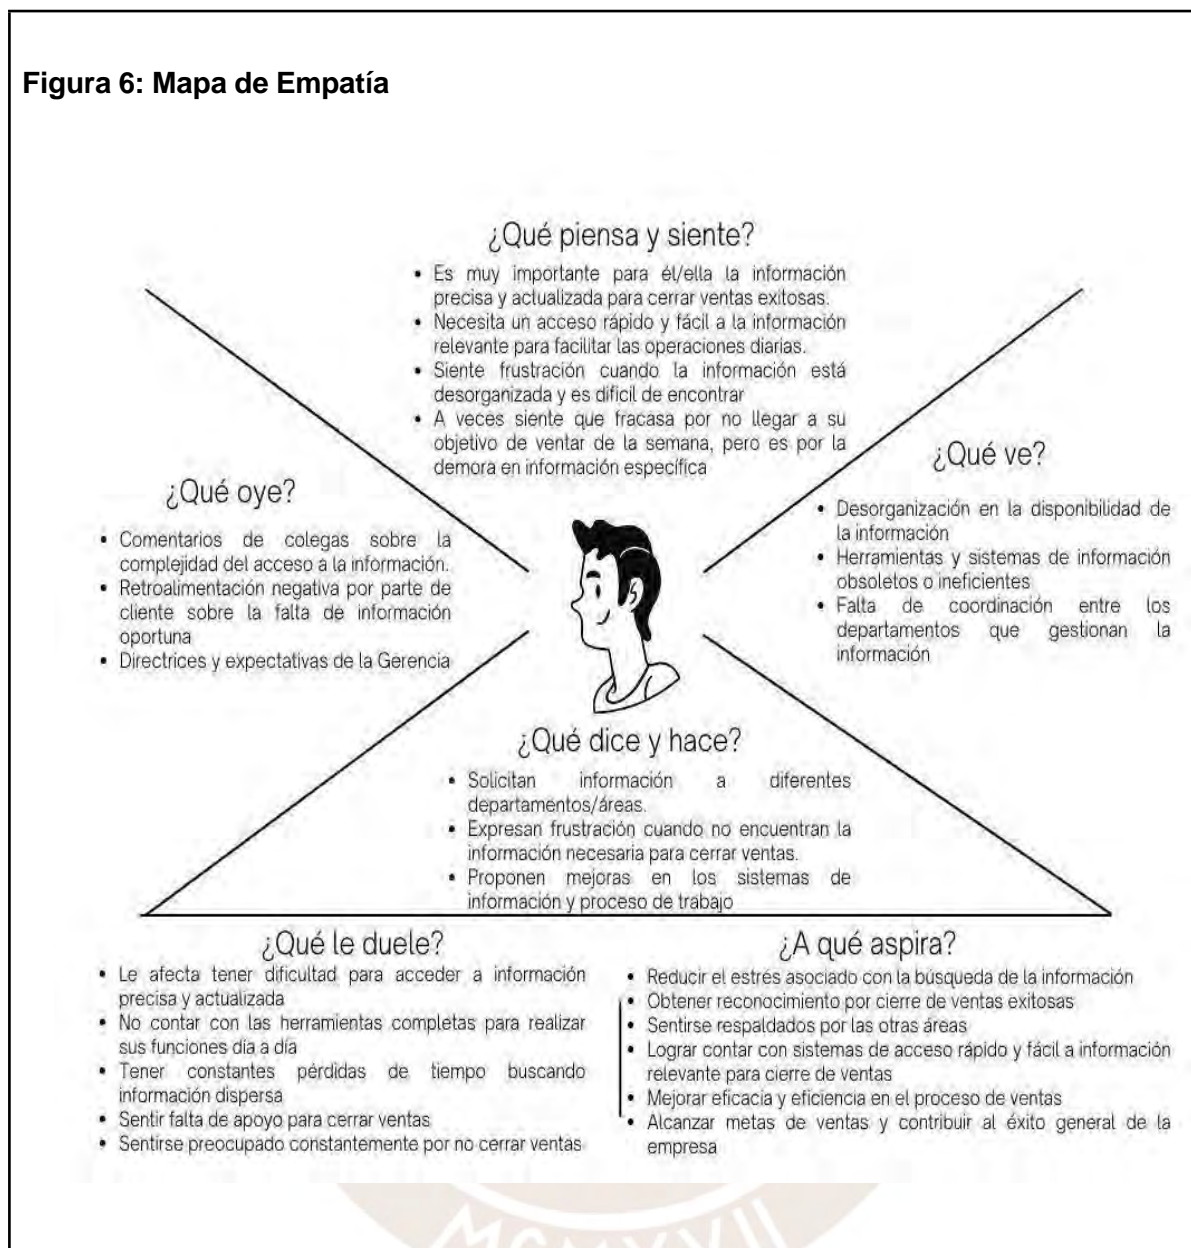 Figura 6: Mapa de Empatía
¿Qué piensa y siente?
• Es muy importante para él/ella la información
precisa y actualizada para cerrar ventas exitosas.
• Necesita un acceso rápido y fácil a la información
relevante para facilitar las operaciones diarias.
• Siente frustración cuando la información está
desorganizada y es difícil de encontrar
• A veces siente que fracasa por no llegar a su
objetivo de ventar de la semana, pero es por la
demora en información específica
¿Qué oye?
• Comentarios de colegas sobre la
complejidad del acceso a la información.
• Retroalimentación negativa por parte de
cliente sobre la falta de información
oportuna
• Directrices y expectativas de la Gerencia
¿Qué ve?
• Desorganización en la disponibilidad de
la información
• Herramientas y sistemas de información
obsoletos o ineficientes
• Falta de coordinación entre los
departamentos que gestionan la
información
¿Qué dice y hace?
• Solicitan información a diferentes
departamentos/áreas.
• Expresan frustración cuando no encuentran la
información necesaria para cerrar ventas.
• Proponen mejoras en los sistemas de
información y proceso de trabajo
¿Qué le duele?
• Le afecta tener dificultad para acceder a información
precisa y actualizada
• No contar con las herramientas completas para realizar
sus funciones día a día
• Tener constantes pérdidas de tiempo buscando
información dispersa
• Sentir falta de apoyo para cerrar ventas
• Sentirse preocupado constantemente por no cerrar ventas
¿A qué aspira?
• Reducir el estrés asociado con la búsqueda de la información
• Obtener reconocimiento por cierre de ventas exitosas
• Sentirse respaldados por las otras áreas
• Lograr contar con sistemas de acceso rápido y fácil a información
relevante para cierre de ventas
• Mejorar eficacia y eficiencia en el proceso de ventas
• Alcanzar metas de ventas y contribuir al éxito general de la
empresa
MCMXVII